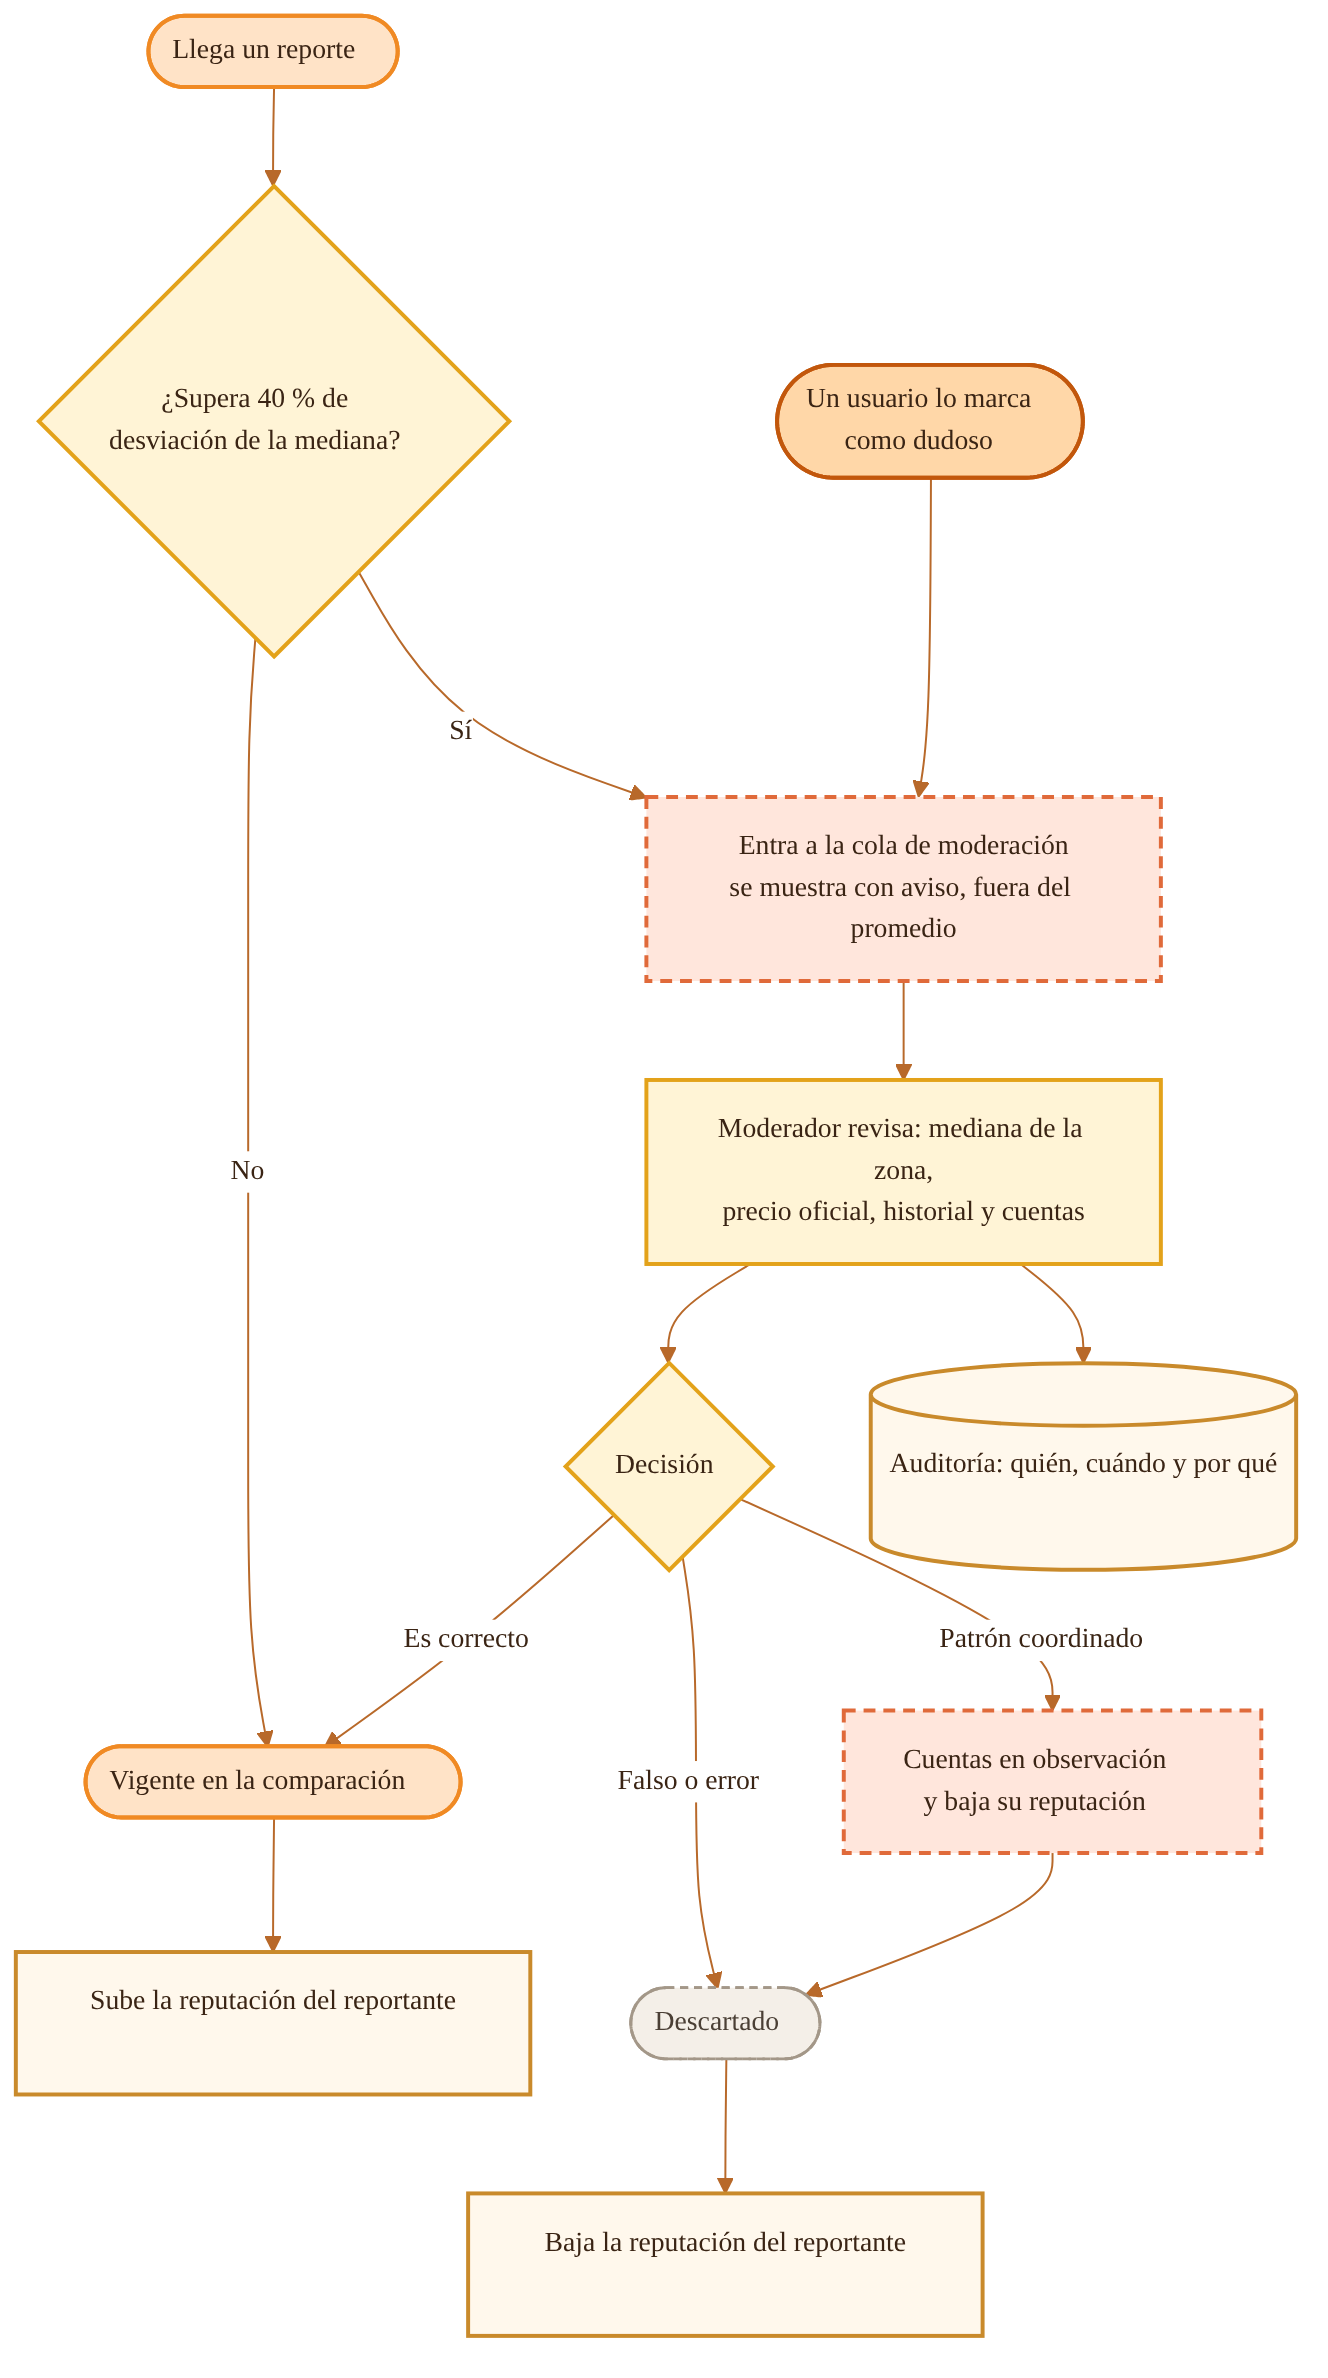 Llega un reporte
¿Supera 40 % de
desviación de la mediana?
Un usuario lo marca
como dudoso
Sí
Entra a la cola de moderación
se muestra con aviso, fuera del
promedio
Moderador revisa: mediana de la
zona,
precio oficial, historial y cuentas
No
Decisión
Auditoría: quién, cuándo y por qué
Es correcto
Patrón coordinado
Falso o error
Vigente en la comparación
Cuentas en observación
y baja su reputación
Sube la reputación del reportante
Descartado
Baja la reputación del reportante